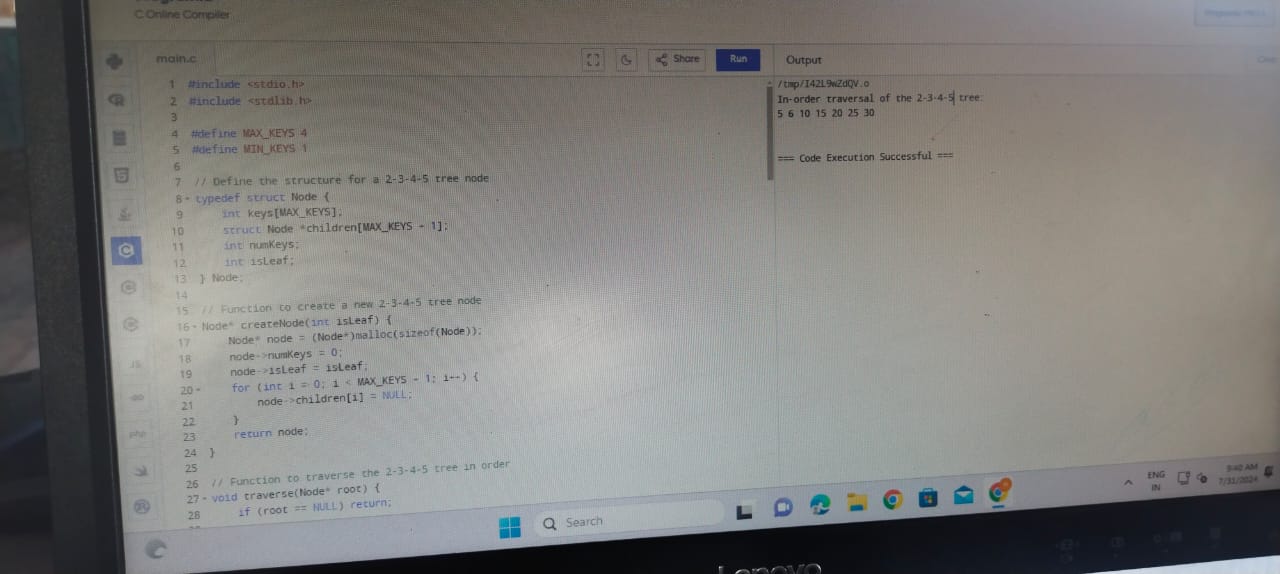 C Online Compiler
main.c
Share
Run
Output
1 #include <stdio.h>
2 #include <stdlib.h>
3
4 #define MAX_KEYS 4
5 #define MIN_KEYS 1
6
7 // Define the structure for a 2-3-4-5 tree node
8 typedef struct Node {
9 int keys[MAX_KEYS];
10 struct Node *children[MAX_KEYS + 1];
11 int numKeys;
12 int isLeaf;
13 } Node;
14
15 // Function to create a new 2-3-4-5 tree node
16 Node* createNode(int isLeaf) {
17 Node* node = (Node*)malloc(sizeof(Node));
18 node->numKeys = 0;
19 node->isLeaf = isLeaf;
20 for (int i = 0; i < MAX_KEYS + 1; i++) {
21 node->children[i] = NULL;
22 }
23 return node;
24 }
25
26 // Function to traverse the 2-3-4-5 tree in order
27 void traverse(Node* root) {
28 if (root == NULL) return;
/tmp/I42L9wZdQV.o
In-order traversal of the 2-3-4-5 tree:
5 6 10 15 20 25 30
=== Code Execution Successful ===
JS
php
Search
ENG
IN
9:40 AM
7/31/2024
Lenovo